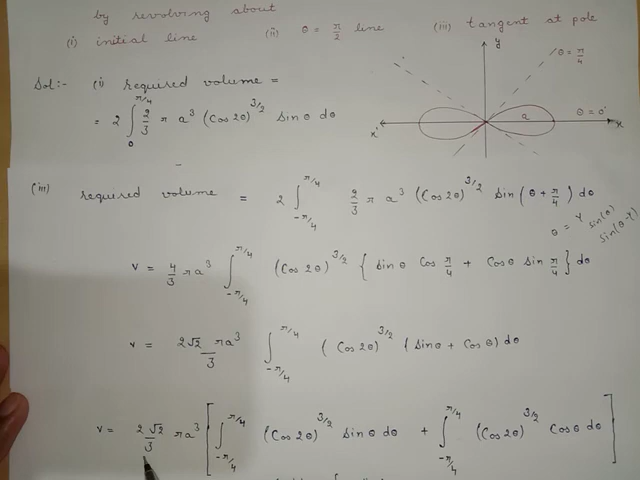 by revolving about
(i) initial line (ii) θ = π/2 line (iii) tangent at pole
Sol:- (i) required volume =
= 2 ∫₀^{π/4} 2/3 π a³ (Cos 2θ)^{3/2} Sin θ dθ
y
θ = π/4
a
θ = 0°
x'
x
(iii) required volume = 2 ∫_{-π/4}^{π/4} 2/3 π a³ (Cos 2θ)^{3/2} Sin (θ + π/4) dθ
θ = γ
Sin(θ)
Sin(θ-γ)
v = 4/3 π a³ ∫_{-π/4}^{π/4} (Cos 2θ)^{3/2} { Sin θ Cos π/4 + Cos θ Sin π/4 } dθ
v = 2√2/3 π a³ ∫_{-π/4}^{π/4} (Cos 2θ)^{3/2} (Sin θ + Cos θ) dθ
v = 2√2/3 π a³ [ ∫_{-π/4}^{π/4} (Cos 2θ)^{3/2} Sin θ dθ + ∫_{-π/4}^{π/4} (Cos 2θ)^{3/2} Cos θ dθ ]